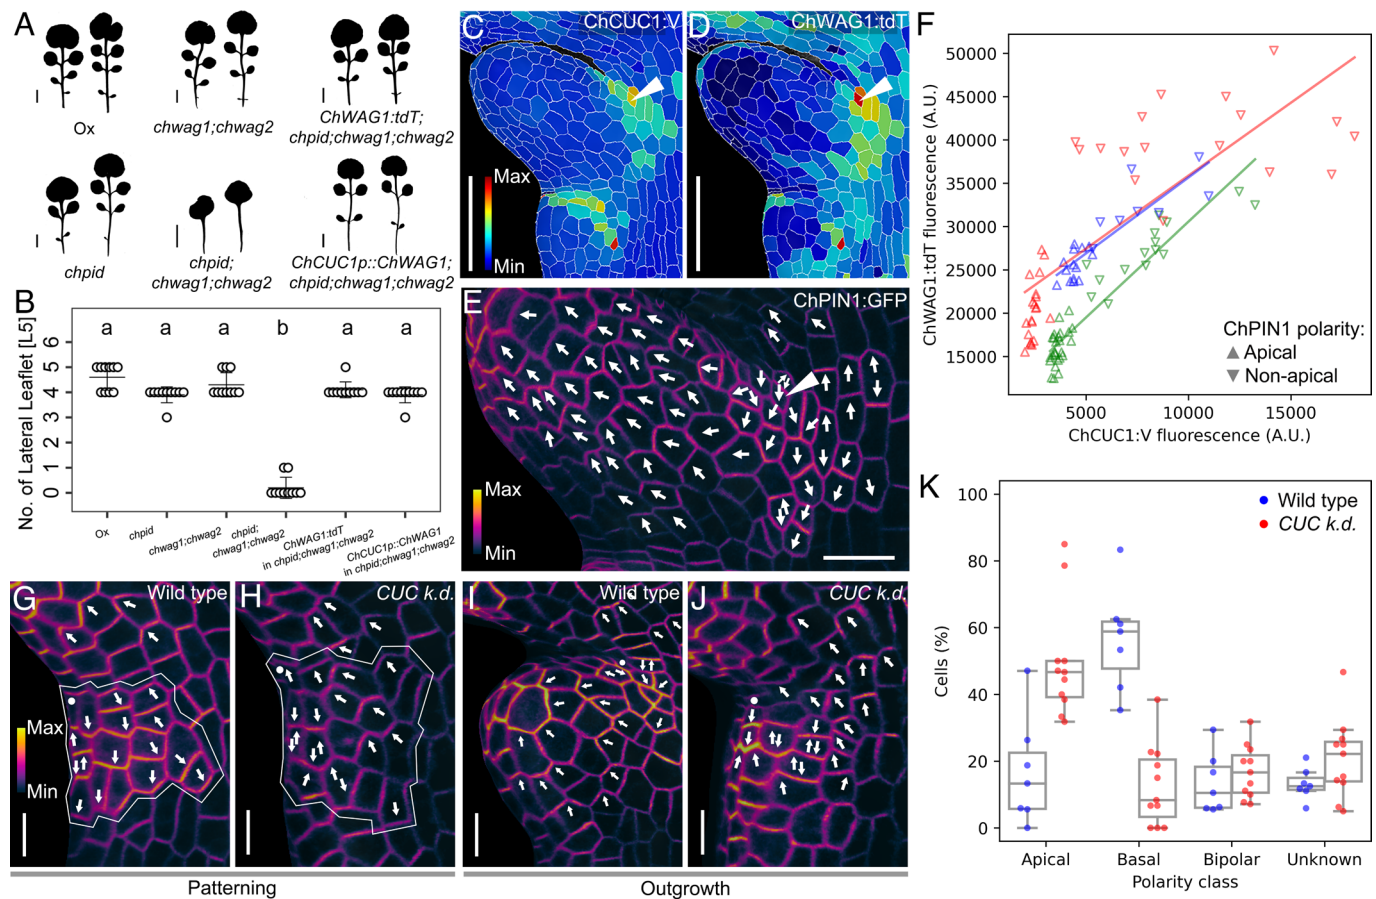 A
Ox
chwag1;chwag2
ChWAG1:tdT;
chpid;chwag1;chwag2
chpid
chpid;
chwag1;chwag2
ChCUC1p::ChWAG1;
chpid;chwag1;chwag2
B
No. of Lateral Leaflet [L5]
6
5
4
3
2
1
0
a
a
a
b
a
a
Ox
chpid
chwag1;chwag2
chpid;
chwag1;chwag2
ChWAG1:tdT
in chpid;chwag1;chwag2
ChCUC1p::ChWAG1
in chpid;chwag1;chwag2
C
ChCUC1:V
Max
Min
D
ChWAG1:tdT
E
ChPIN1:GFP
Max
Min
F
ChWAG1:tdT fluorescence (A.U.)
50000
45000
40000
35000
30000
25000
20000
15000
ChPIN1 polarity:
Apical
Non-apical
5000
10000
15000
ChCUC1:V fluorescence (A.U.)
G
Wild type
Max
Min
H
CUC k.d.
Patterning
I
Wild type
J
CUC k.d.
Outgrowth
K
Cells (%)
100
80
60
40
20
0
Wild type
CUC k.d.
Apical
Basal
Bipolar
Unknown
Polarity class